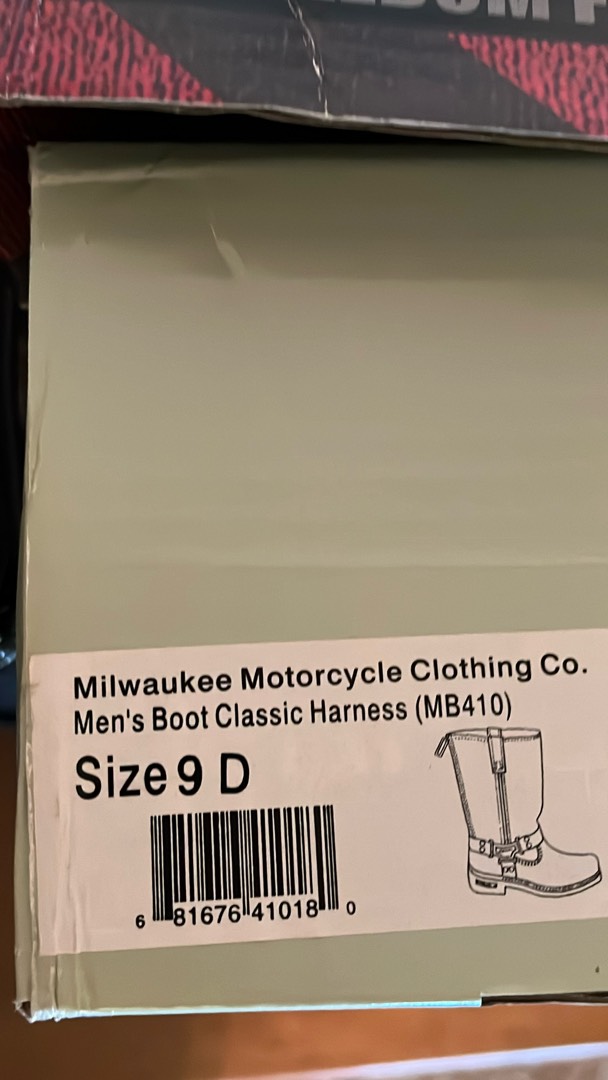 Milwaukee Motorcycle Clothing Co.
Men's Boot Classic Harness (MB410)
Size 9 D
6 81676 41018 0